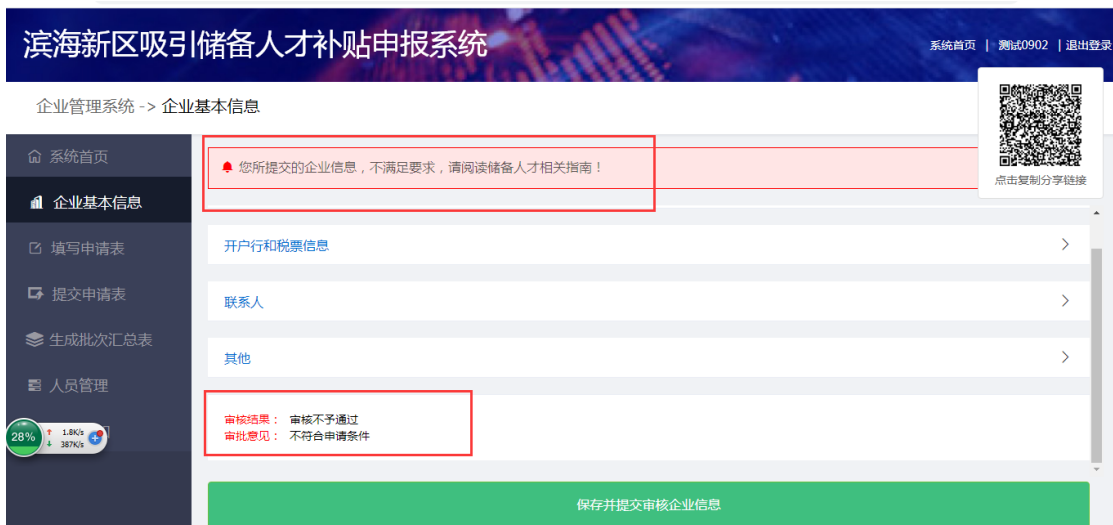 滨海新区吸引储备人才补贴申报系统
系统首页 | 测试0902 | 退出登录
企业管理系统 -> 企业基本信息
点击复制分享链接
系统首页
企业基本信息
填写申请表
提交申请表
生成批次汇总表
人员管理
您所提交的企业信息，不满足要求，请阅读储备人才相关指南！
开户行和税票信息
联系人
其他
审核结果： 审核不予通过
审批意见： 不符合申请条件
28%
↑ 1.8K/s
↓ 387K/s
保存并提交审核企业信息